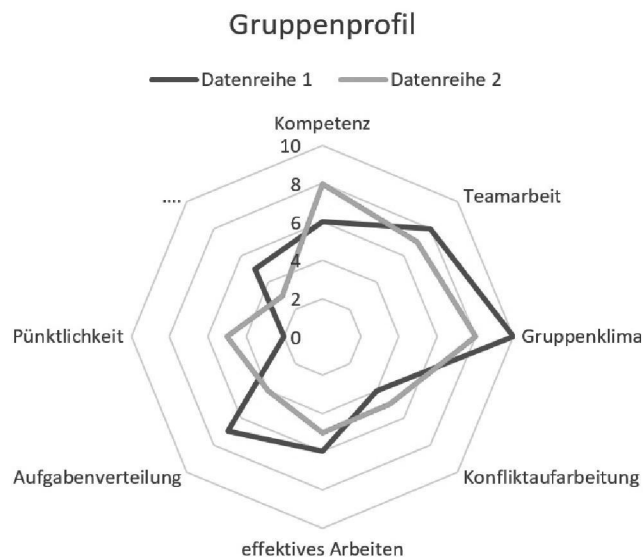 Gruppenprofil
Datenreihe 1 Datenreihe 2
Kompetenz
10
....
Teamarbeit
8
6
4
2
Pünktlichkeit
0
Gruppenklima
Aufgabenverteilung
Konfliktaufarbeitung
effektives Arbeiten